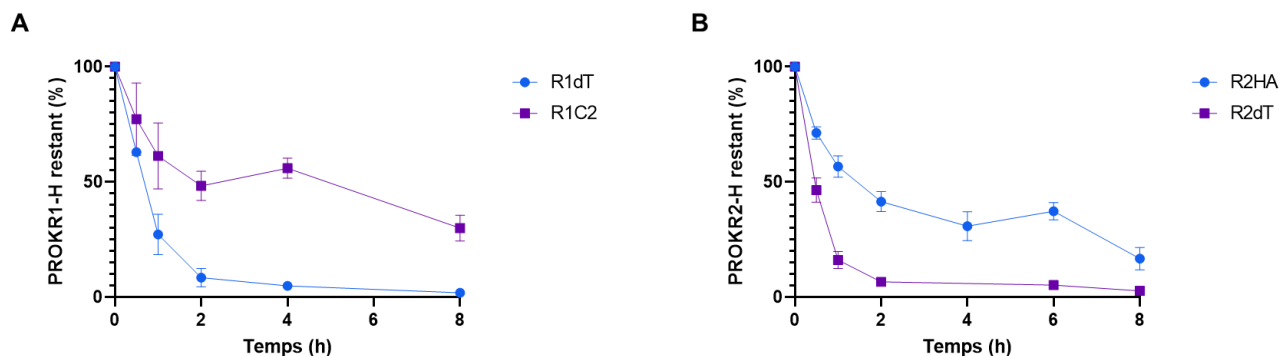 A
PROKR1-H restant (%)
100
50
0
0 2 4 6 8
Temps (h)
R1dT
R1C2
B
PROKR2-H restant (%)
100
50
0
0 2 4 6 8
Temps (h)
R2HA
R2dT